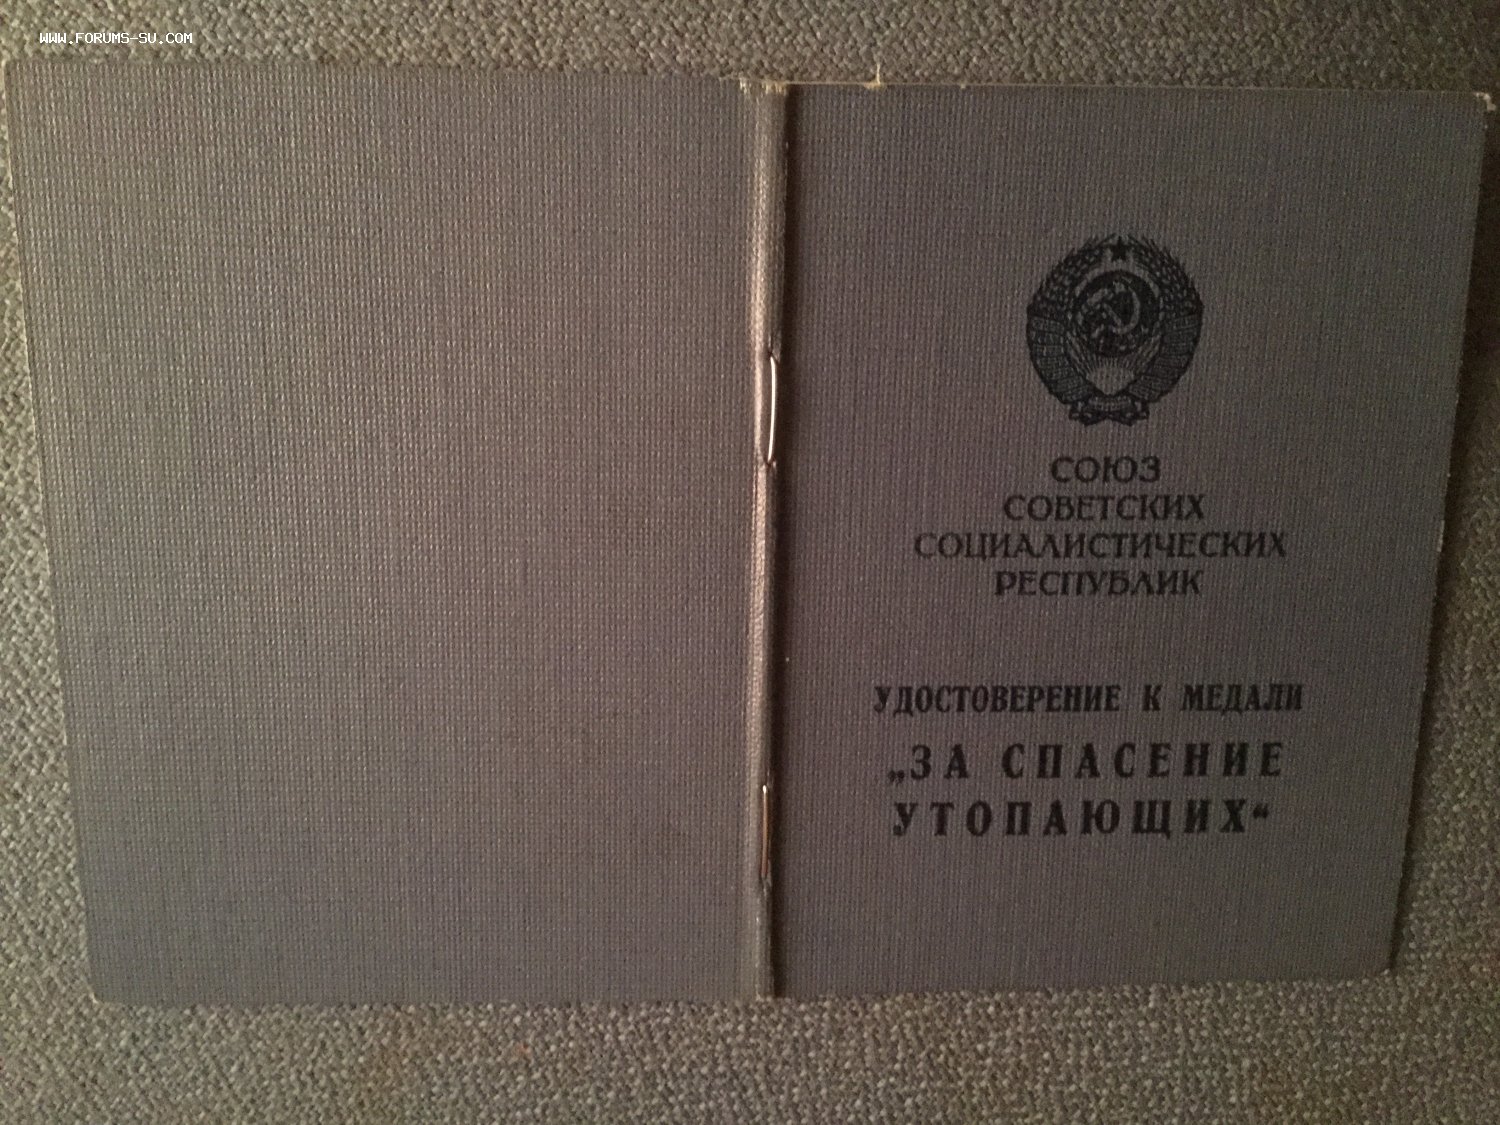 WWW.FORUMS-SU.COM
СОЮЗ
СОВЕТСКИХ
СОЦИАЛИСТИЧЕСКИХ
РЕСПУБЛИК
УДОСТОВЕРЕНИЕ К МЕДАЛИ
„ЗА СПАСЕНИЕ
УТОПАЮЩИХ“